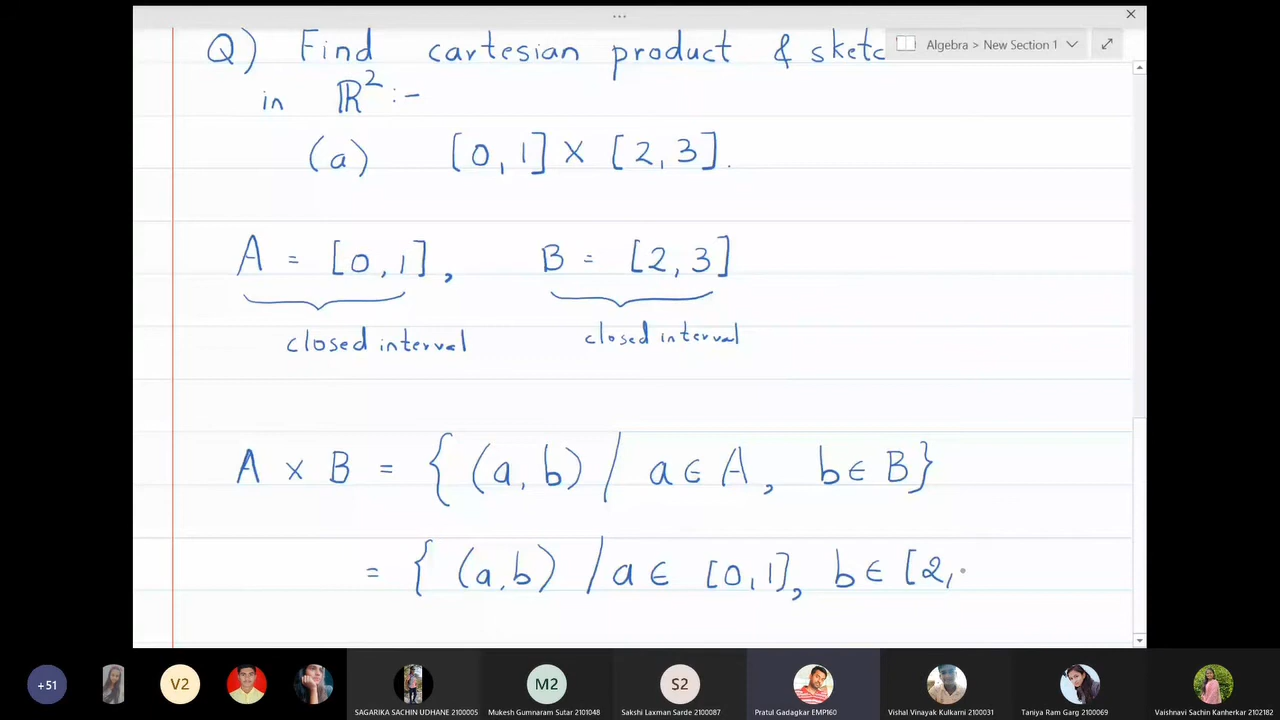 Q) Find cartesian product & sketc
Algebra > New Section 1
in ℝ² :-
(a) [0, 1] X [2, 3].
A = [0, 1], B = [2, 3]
closed interval closed interval
A × B = { (a, b) / a ∈ A, b ∈ B}
= { (a, b) / a ∈ [0, 1], b ∈ [2,
+51
V2
M2
S2
SAGARIKA SACHIN UDHANE 2100005
Mukesh Gumnaram Sutar 2101048
Sakshi Laxman Sarde 2100087
Pratul Gadagkar EMP160
Vishal Vinayak Kulkarni 2100031
Taniya Ram Garg 2100069
Vaishnavi Sachin Kanherkar 2102182